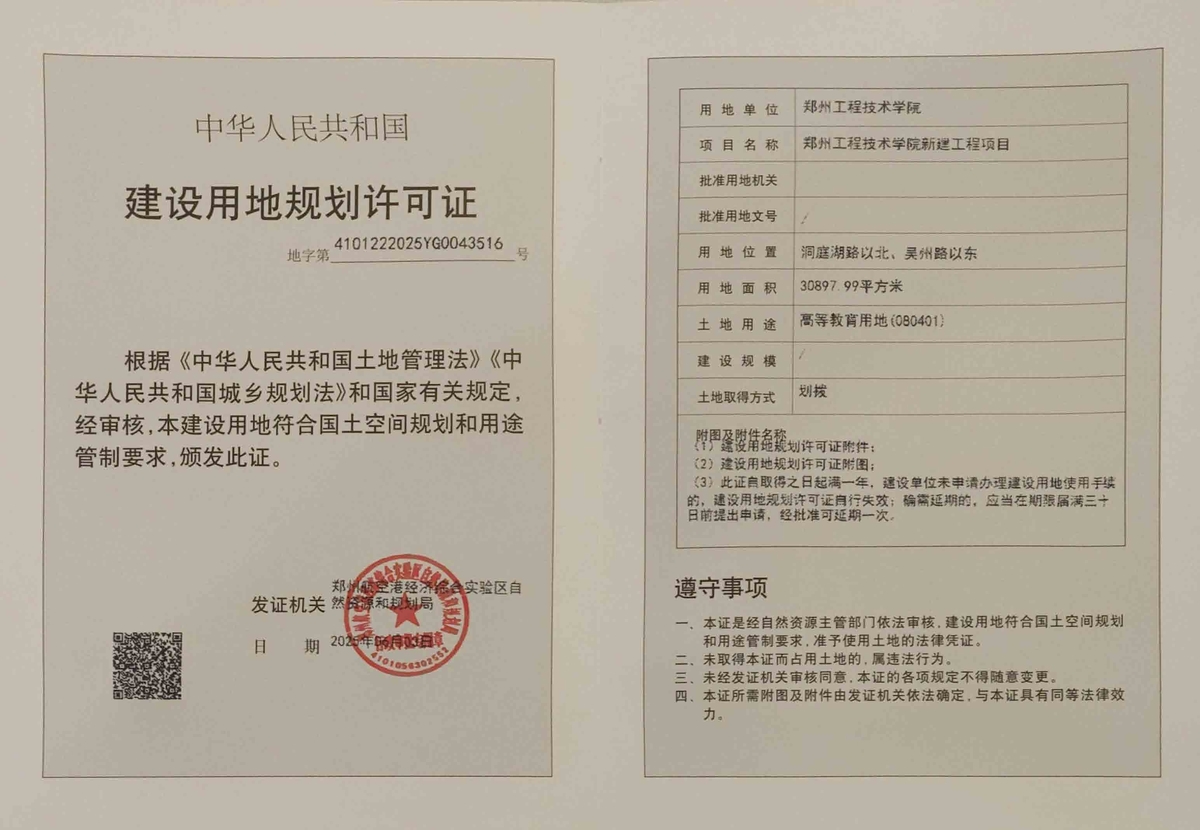 中华人民共和国
建设用地规划许可证
地字第 4101222025YG0043516 号
根据《中华人民共和国土地管理法》《中
华人民共和国城乡规划法》和国家有关规定,
经审核,本建设用地符合国土空间规划和用途
管制要求,颁发此证。
发证机关 郑州航空港经济综合实验区自
然资源和规划局
日 期
4101056302552
用地单位 郑州工程技术学院
项目名称 郑州工程技术学院新建工程项目
批准用地机关
批准用地文号 /
用地位置 洞庭湖路以北、吴州路以东
用地面积 30897.99平方米
土地用途 高等教育用地(080401)
建设规模 /
土地取得方式 划拨
附图及附件名称
(1) 建设用地规划许可证附件;
(2) 建设用地规划许可证附图;
(3) 此证自取得之日起满一年, 建设单位未申请办理建设用地使用手续
的, 建设用地规划许可证自行失效; 确需延期的, 应当在期限届满三十
日前提出申请, 经批准可延期一次。
遵守事项
一、本证是经自然资源主管部门依法审核,建设用地符合国土空间规划
和用途管制要求,准予使用土地的法律凭证。
二、未取得本证而占用土地的,属违法行为。
三、未经发证机关审核同意,本证的各项规定不得随意变更。
四、本证所需附图及附件由发证机关依法确定,与本证具有同等法律效
力。